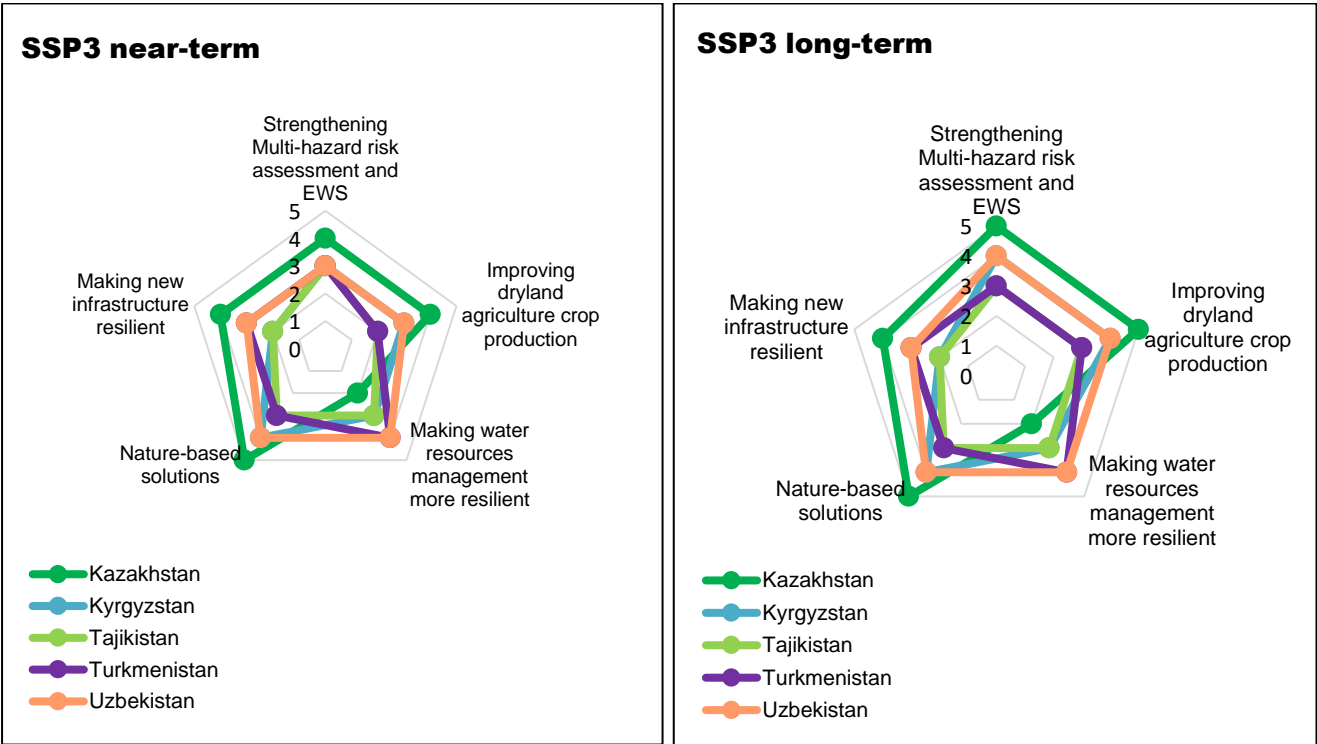 SSP3 near-term
Strengthening
Multi-hazard risk
assessment and
EWS
5
4
3
2
1
0
Improving
dryland
agriculture crop
production
Making water
resources
management
more resilient
Nature-based
solutions
Making new
infrastructure
resilient
Kazakhstan
Kyrgyzstan
Tajikistan
Turkmenistan
Uzbekistan
SSP3 long-term
Strengthening
Multi-hazard risk
assessment and
EWS
5
4
3
2
1
0
Improving
dryland
agriculture crop
production
Making water
resources
management
more resilient
Nature-based
solutions
Making new
infrastructure
resilient
Kazakhstan
Kyrgyzstan
Tajikistan
Turkmenistan
Uzbekistan